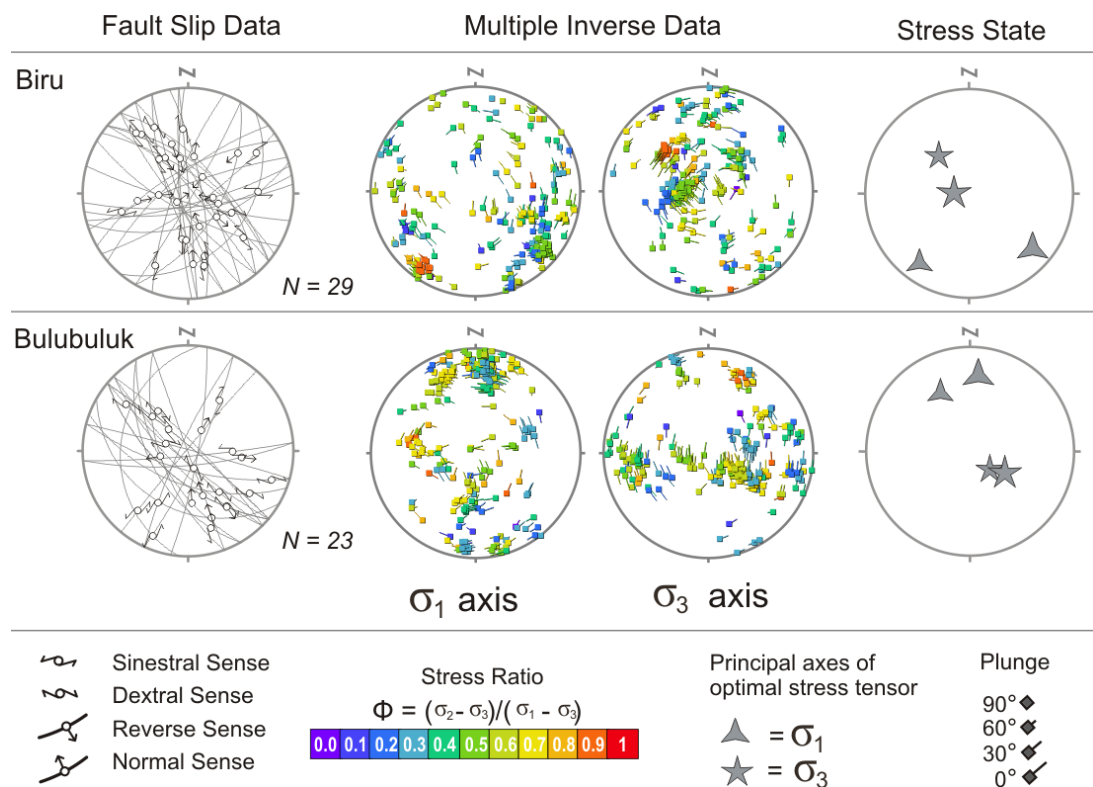 Fault Slip Data Multiple Inverse Data Stress State
Biru
N
N
N
N
N = 29
Bulubuluk
N
N
N
N
N = 23
σ1 axis σ3 axis
Sinestral Sense
Dextral Sense
Reverse Sense
Normal Sense
Stress Ratio
Φ = (σ2 - σ3)/(σ1 - σ3)
0.0 0.1 0.2 0.3 0.4 0.5 0.6 0.7 0.8 0.9 1
Principal axes of
optimal stress tensor
= σ1
= σ3
Plunge
90°
60°
30°
0°